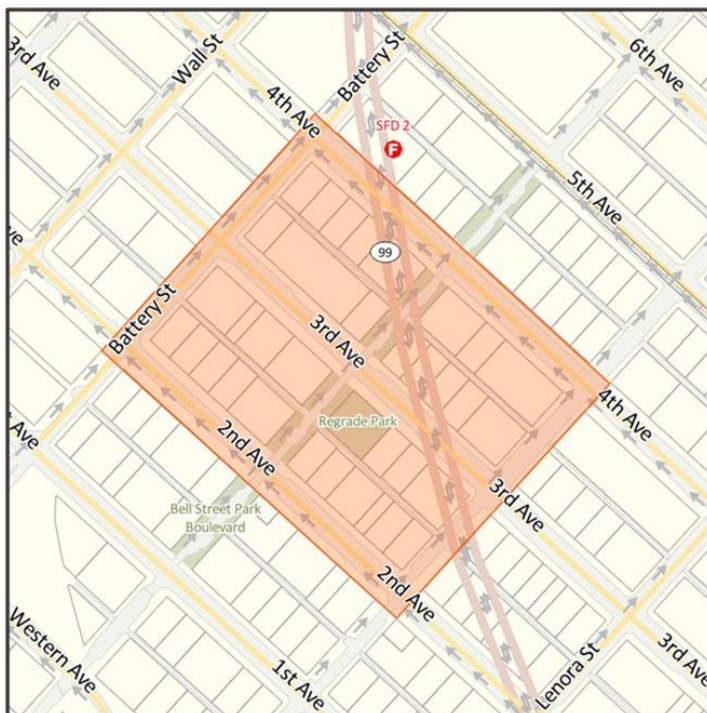 3rd Ave
Wall St
Battery St
6th Ave
4th Ave
SFD 2
F
5th Ave
99
Battery St
3rd Ave
4th Ave
Regrade Park
2nd Ave
3rd Ave
Bell Street Park
Boulevard
2nd Ave
Western Ave
1st Ave
Lenora St
3rd Ave
Ave